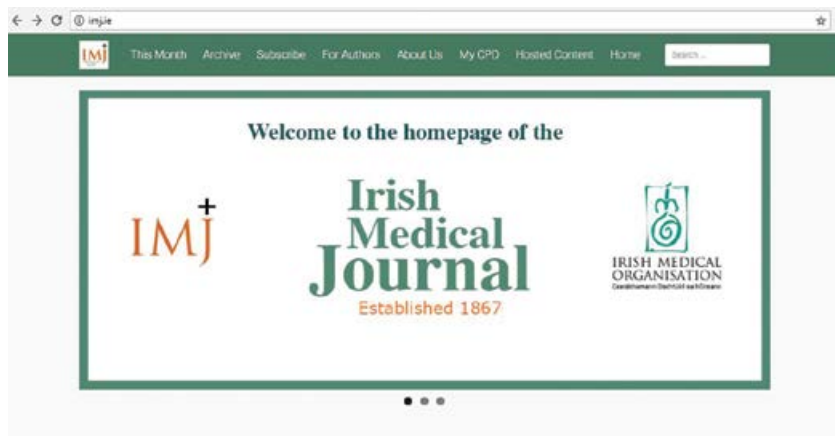 imj.ie
IMJ This Month Archive Subscribe For Authors About Us My CPD Hosted Content Home Search ...
Welcome to the homepage of the
IMJ+
Irish
Medical
Journal
Established 1867
IRISH MEDICAL
ORGANISATION